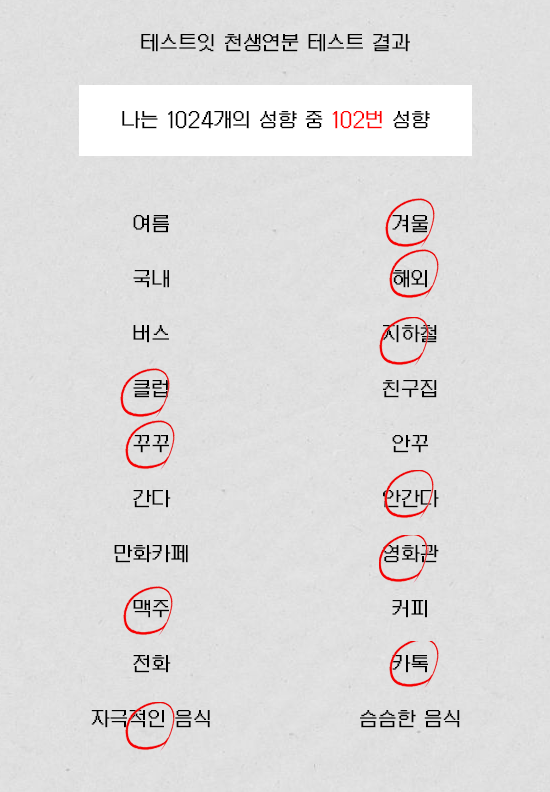 테스트잇 천생연분 테스트 결과
나는 1024개의 성향 중 102번 성향
여름 겨울
국내 해외
버스 지하철
클럽 친구집
꾸꾸 안꾸
간다 안간다
만화카페 영화관
맥주 커피
전화 카톡
자극적인 음식 슴슴한 음식